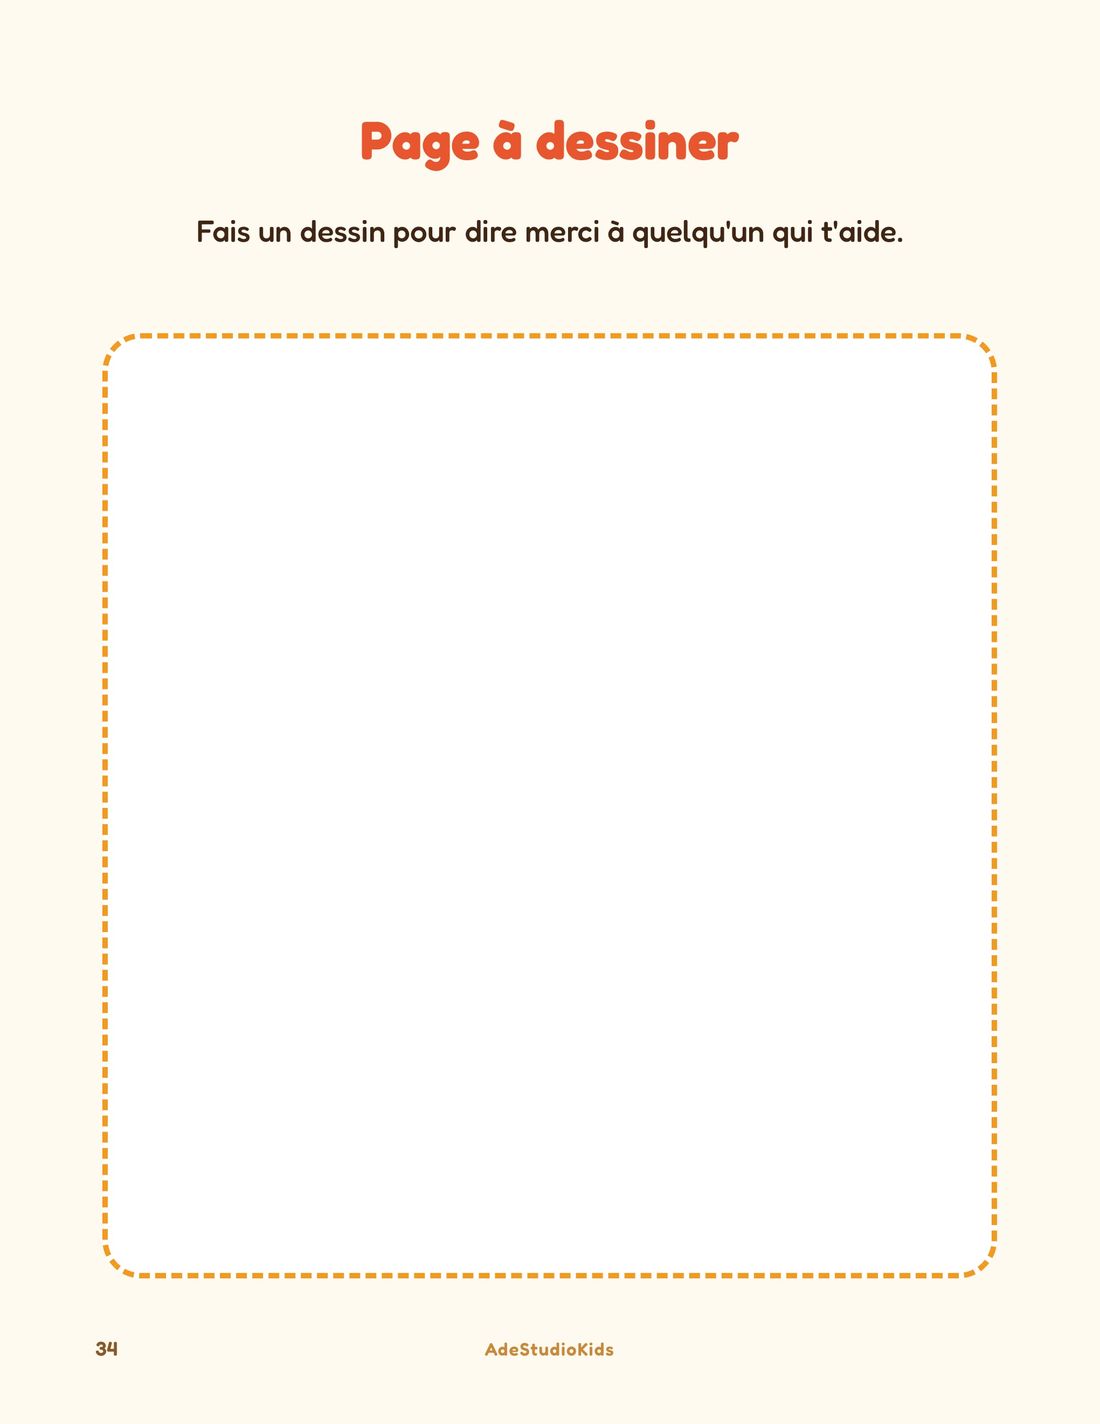 Page à dessiner
Fais un dessin pour dire merci à quelqu'un qui t'aide.
34
AdeStudioKids